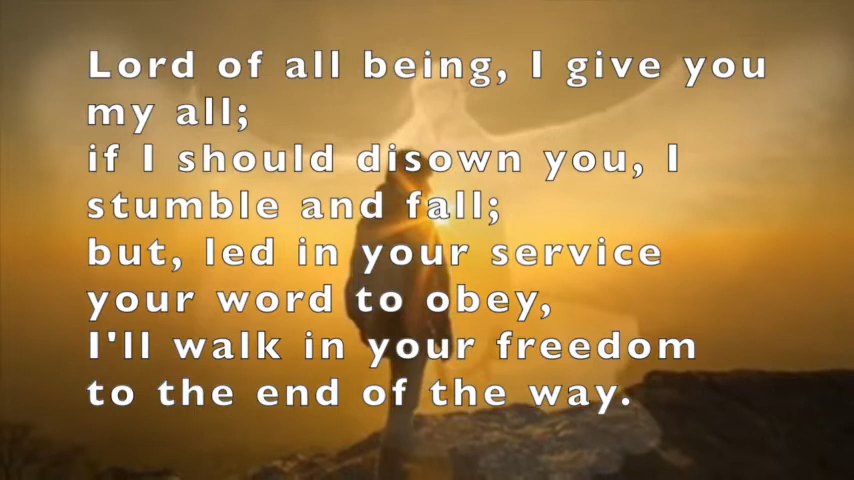 Lord of all being, I give you
my all;
if I should disown you, I
stumble and fall;
but, led in your service
your word to obey,
I'll walk in your freedom
to the end of the way.